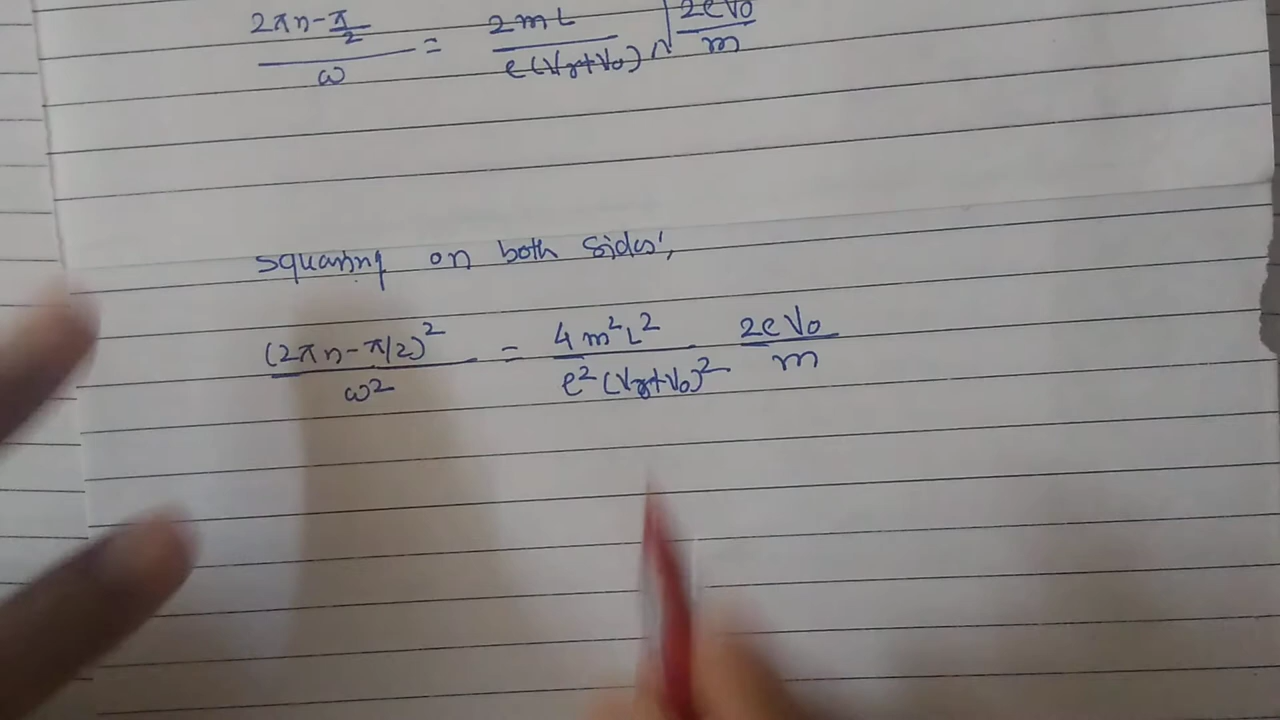 (2πn - π/2)/ω = (2mL)/(e(Vr+V0)) √(2eV0/m)
squaring on both sides',
(2πn - π/2)²/ω² = (4m²L²)/(e²(Vr+V0)²) (2eV0)/m